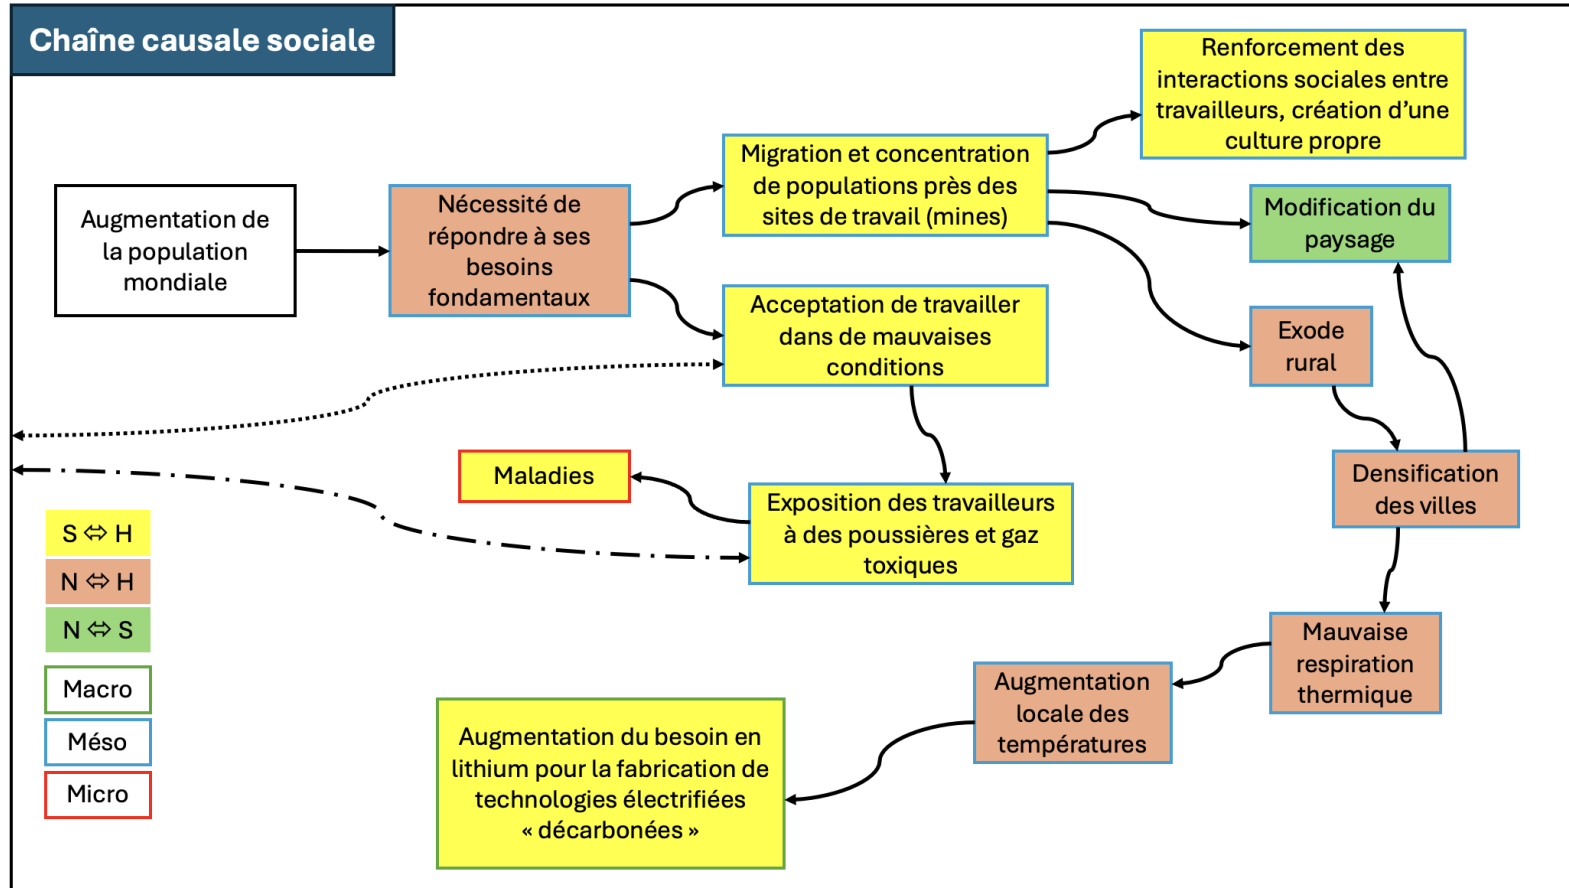 Chaîne causale sociale
Renforcement des
interactions sociales entre
travailleurs, création d’une
culture propre
Migration et concentration
de populations près des
sites de travail (mines)
Augmentation de
la population
mondiale
Nécessité de
répondre à ses
besoins
fondamentaux
Modification du
paysage
Acceptation de travailler
dans de mauvaises
conditions
Exode
rural
Maladies
Exposition des travailleurs
à des poussières et gaz
toxiques
Densification
des villes
S ⇔ H
N ⇔ H
N ⇔ S
Macro
Méso
Micro
Mauvaise
respiration
thermique
Augmentation
locale des
températures
Augmentation du besoin en
lithium pour la fabrication de
technologies électrifiées
« décarbonées »